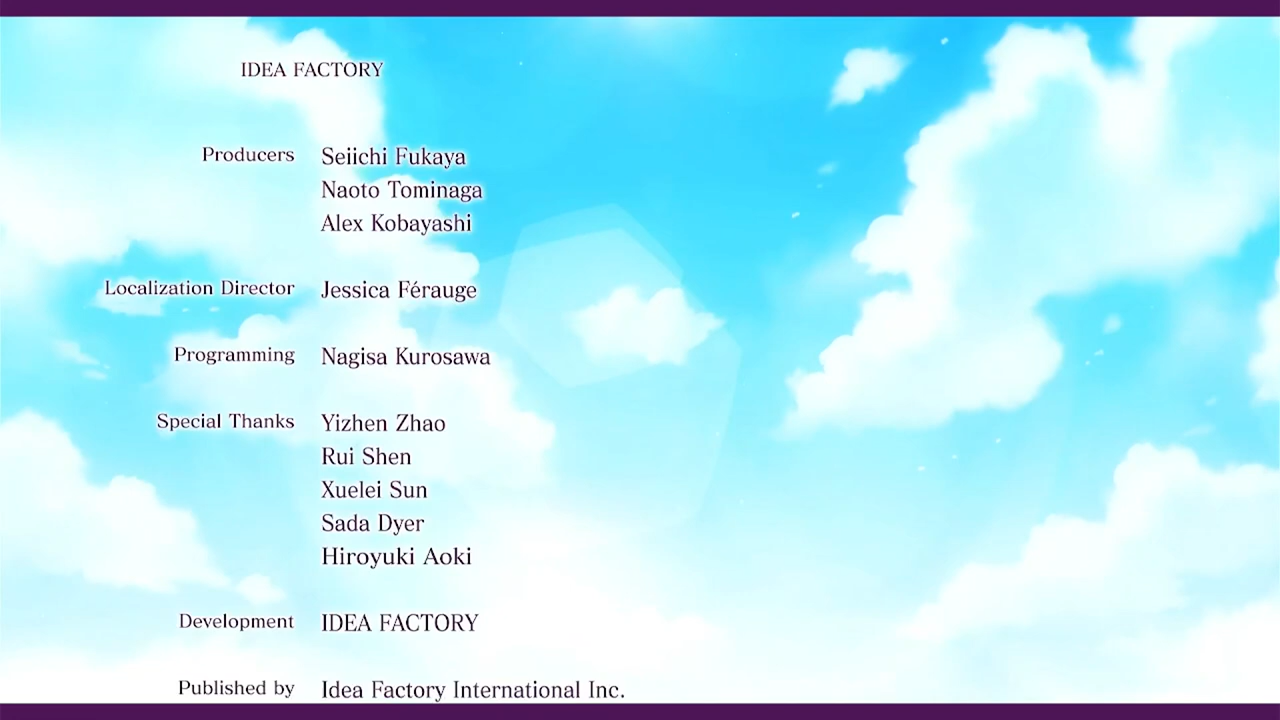 IDEA FACTORY
Producers Seiichi Fukaya
Naoto Tominaga
Alex Kobayashi
Localization Director Jessica Férauge
Programming Nagisa Kurosawa
Special Thanks Yizhen Zhao
Rui Shen
Xuelei Sun
Sada Dyer
Hiroyuki Aoki
Development IDEA FACTORY
Published by Idea Factory International Inc.